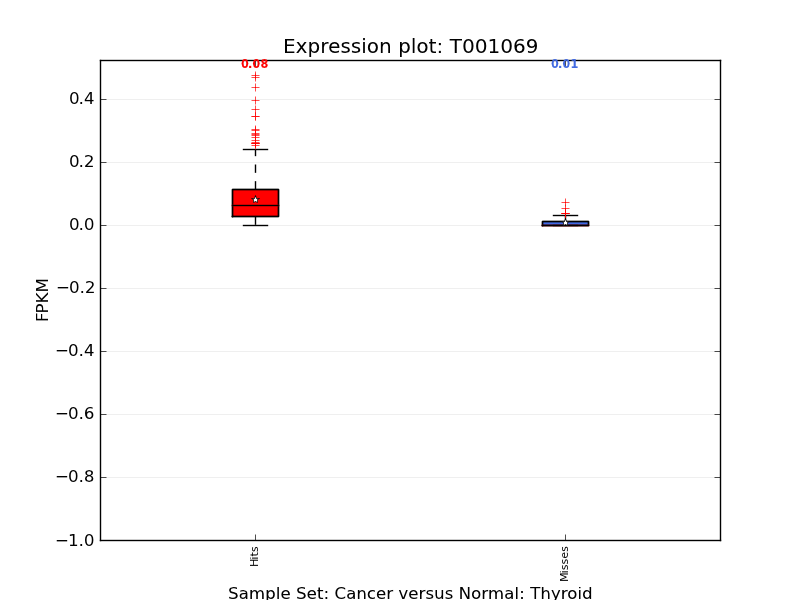 Expression plot: T001069
0.08
0.01
0.4
0.2
0.0
−0.2
−0.4
−0.6
−0.8
−1.0
FPKM
Hits
Misses
Sample Set: Cancer versus Normal: Thyroid